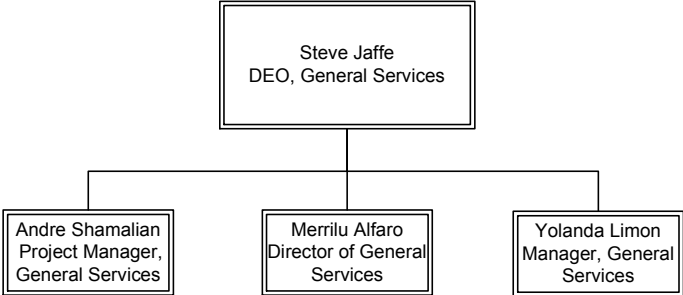 Steve Jaffe
DEO, General Services
Andre Shamalian
Project Manager,
General Services
Merrilu Alfaro
Director of General
Services
Yolanda Limon
Manager, General
Services